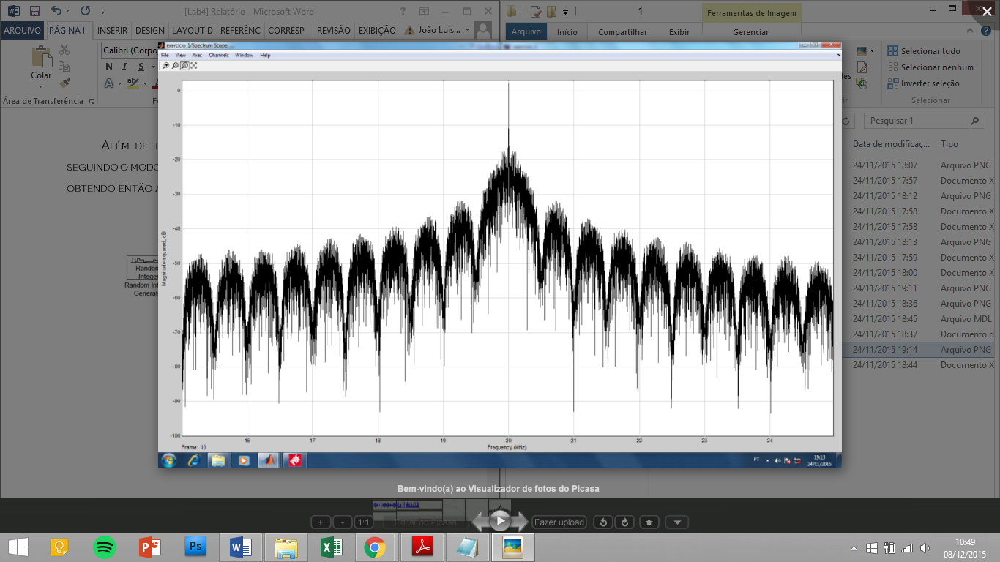 [Lab4] Relatório - Microsoft Word
ARQUIVO PÁGINA I INSERIR DESIGN LAYOUT D REFERÊNC CORRESP REVISÃO EXIBIÇÃO João Luis...
Calibri (Corpo
N I S
Colar
Área de Transferência
1
Ferramentas de Imagem
Arquivo Início Compartilhar Exibir Gerenciar
Selecionar tudo
Selecionar nenhum
Inverter seleção
Selecionar
Pesquisar 1
Data de modificaç... Tipo
24/11/2015 18:07 Arquivo PNG
24/11/2015 17:57 Documento X
24/11/2015 18:12 Arquivo PNG
24/11/2015 17:58 Documento X
24/11/2015 17:58 Documento X
24/11/2015 18:13 Arquivo PNG
24/11/2015 17:59 Documento X
24/11/2015 18:00 Documento X
24/11/2015 19:11 Arquivo PNG
24/11/2015 18:36 Arquivo PNG
24/11/2015 18:45 Arquivo MDL
24/11/2015 18:37 Documento d
24/11/2015 19:14 Arquivo PNG
24/11/2015 18:44 Documento X
ALÉM DE T
SEGUINDO O MODO
OBTENDO ENTÃO A
Random
Integer
Random Int
Generat
exercicio_1/Spectrum Scope
File View Axes Channels Window Help
Magnitude-squared, dB
0
-10
-20
-30
-40
-50
-60
-70
-80
-90
-100
16 17 18 19 20 21 22 23 24
Frame: 10
Frequency (kHz)
PT
19:13
24/11/2015
Bem-vindo(a) ao Visualizador de fotos do Picasa
+ - 1:1 Editar no Picasa Fazer upload
10:49
08/12/2015